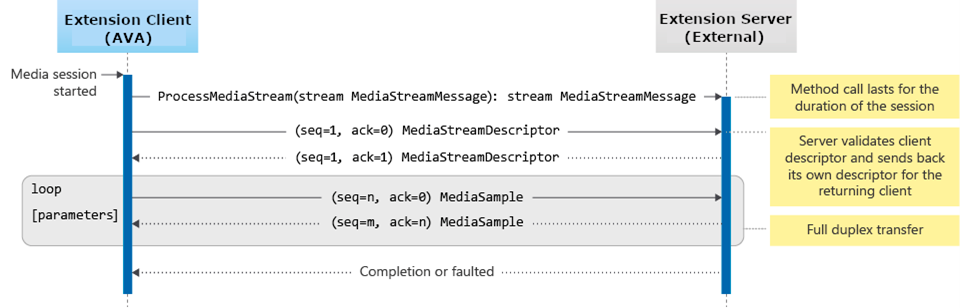 Extension Client
(AVA)
Extension Server
(External)
Media session
started
ProcessMediaStream(stream MediaStreamMessage): stream MediaStreamMessage
Method call lasts for the
duration of the session
(seq=1, ack=0) MediaStreamDescriptor
(seq=1, ack=1) MediaStreamDescriptor
Server validates client
descriptor and sends back
its own descriptor for the
returning client
loop
[parameters]
(seq=n, ack=0) MediaSample
(seq=m, ack=n) MediaSample
Full duplex transfer
Completion or faulted